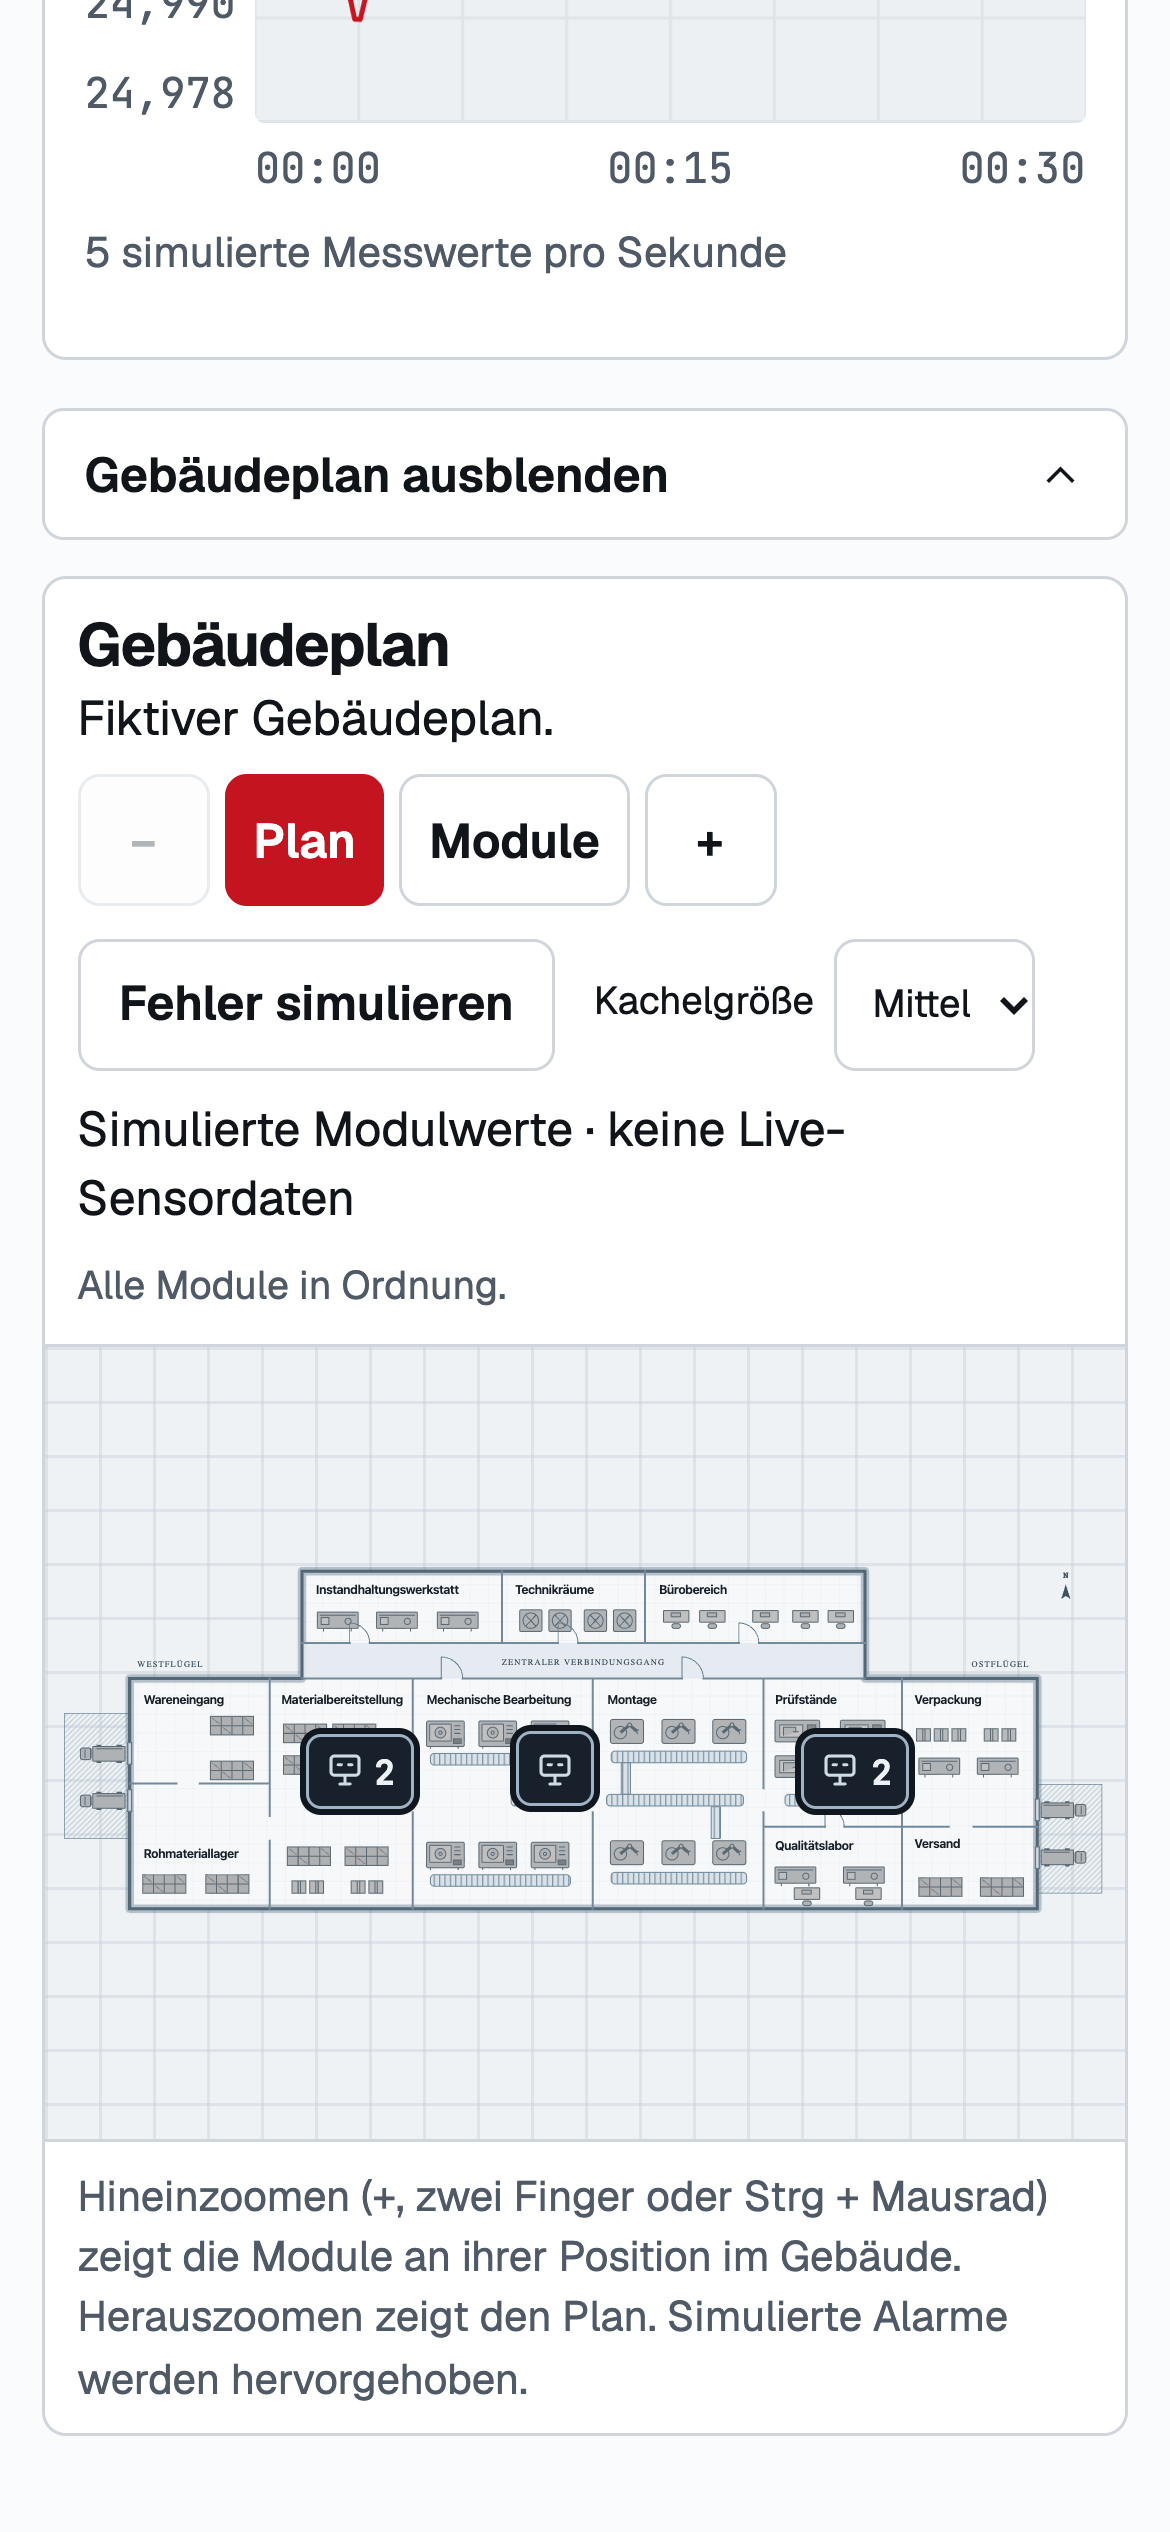 24,990
24,978
00:00 00:15 00:30
5 simulierte Messwerte pro Sekunde
Gebäudeplan ausblenden
Gebäudeplan
Fiktiver Gebäudeplan.
− Plan Module +
Fehler simulieren Kachelgröße Mittel
Simulierte Modulwerte · keine Live-
Sensordaten
Alle Module in Ordnung.
N
Instandhaltungswerkstatt Technikräume Bürobereich
WESTFLÜGEL ZENTRALER VERBINDUNGSGANG OSTFLÜGEL
Wareneingang Materialbereitstellung Mechanische Bearbeitung Montage Prüfstände Verpackung
2 2
Rohmateriallager Qualitätslabor Versand
Hineinzoomen (+, zwei Finger oder Strg + Mausrad)
zeigt die Module an ihrer Position im Gebäude.
Herauszoomen zeigt den Plan. Simulierte Alarme
werden hervorgehoben.